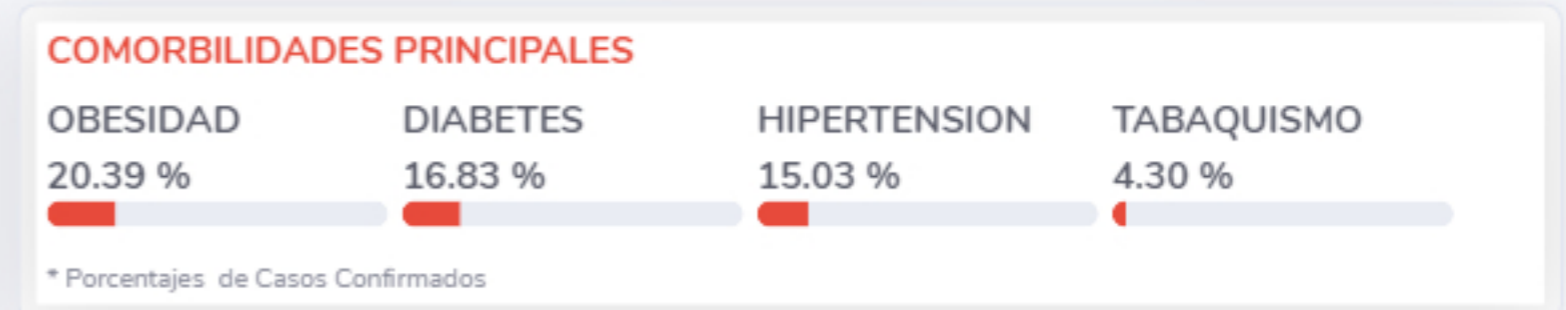 COMORBILIDADES PRINCIPALES
OBESIDAD DIABETES HIPERTENSION TABAQUISMO
20.39 % 16.83 % 15.03 % 4.30 %
* Porcentajes de Casos Confirmados